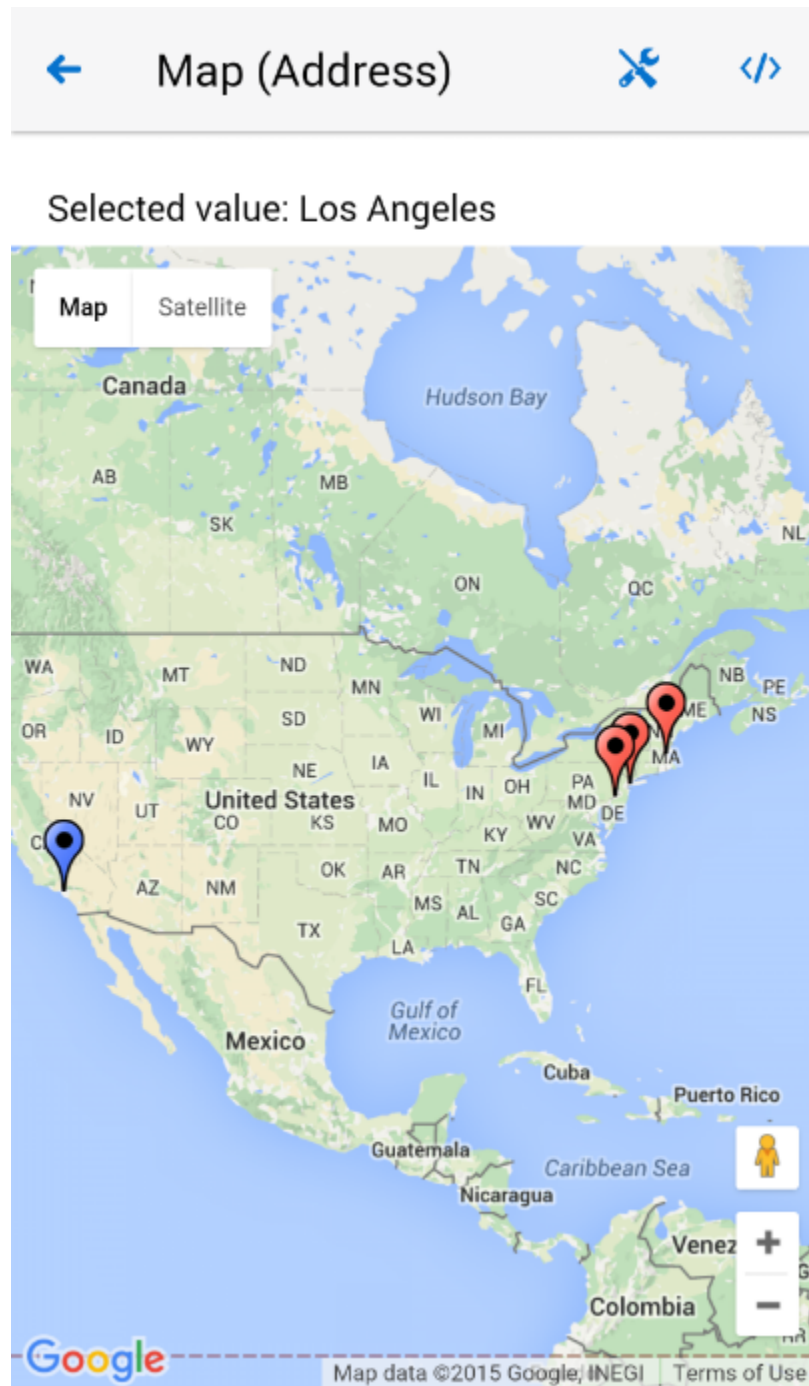 Map (Address)
</>
Selected value: Los Angeles
Map Satellite
Canada
Hudson Bay
AB
MB
SK
NL
ON
QC
WA
MT
ND
NB
PE
MN
ME
NS
OR
ID
SD
WI
MI
WY
MA
NE
IA
IL
IN
OH
PA
NV
UT
United States
MD
CO
KS
MO
WV
DE
KY
VA
AZ
NM
OK
AR
TN
NC
MS
AL
SC
GA
TX
LA
FL
Gulf of
Mexico
Mexico
Cuba
Puerto Rico
Guatemala
Caribbean Sea
Nicaragua
Venez
+
Colombia
−
Google
Map data ©2015 Google, INEGI
Terms of Use